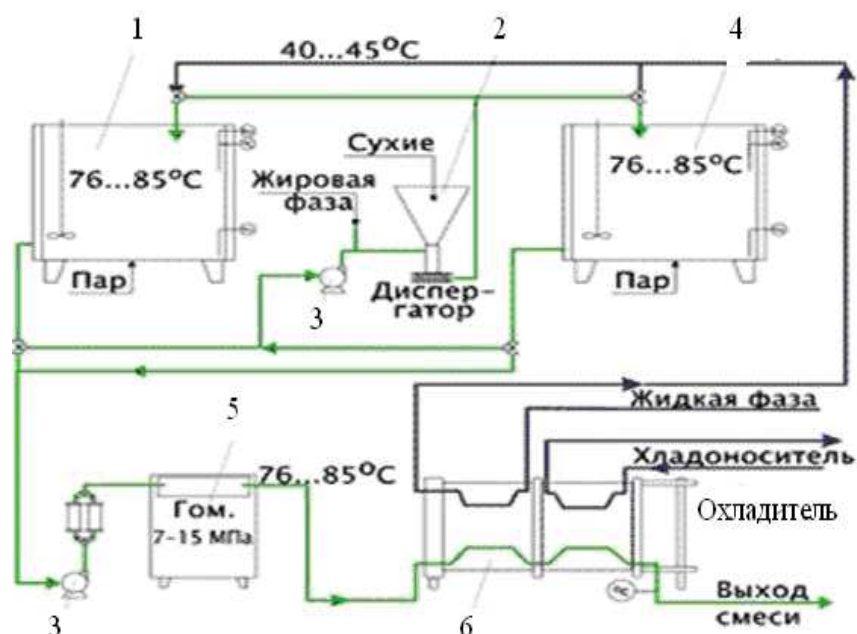 1
2
4
40...45°C
Сухие
76...85°C
Жировая
фаза
76...85°C
Пар
Диспер-
гатор
Пар
3
Жидкая фаза
5
76...85°C
Хладоноситель
Гом.
7-15 МПа
Охладитель
°C
Выход
смеси
3
6